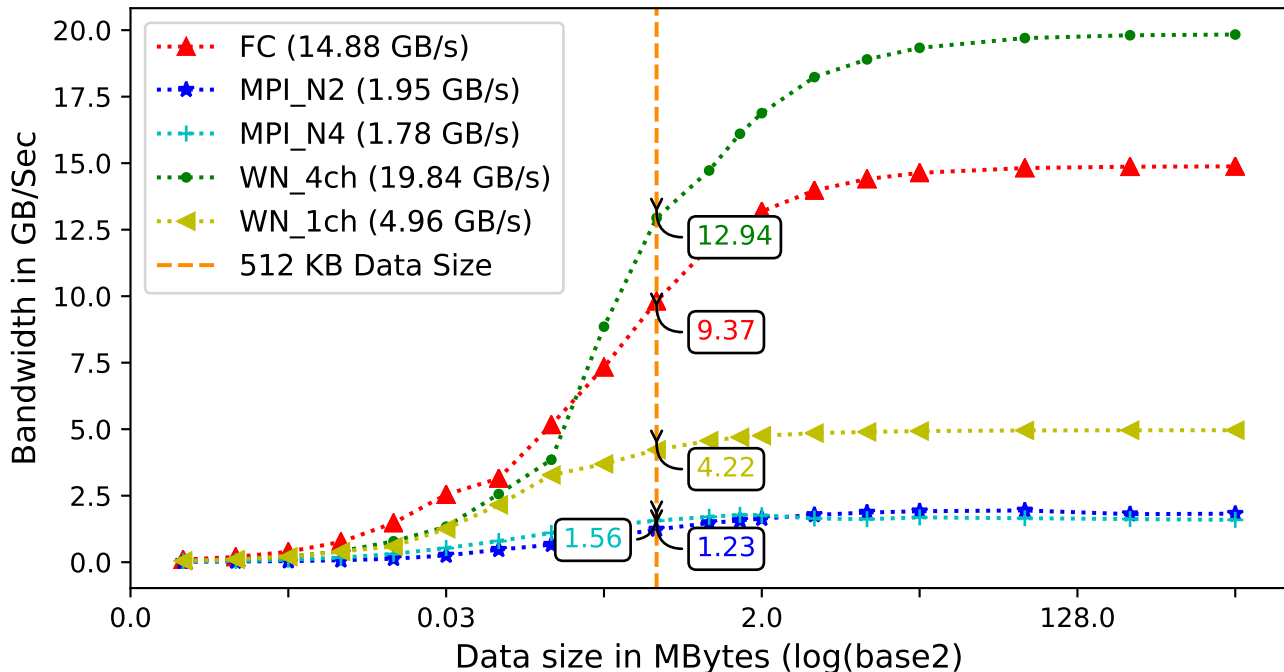 Bandwidth in GB/Sec
20.0
17.5
15.0
12.5
10.0
7.5
5.0
2.5
0.0
FC (14.88 GB/s)
MPI_N2 (1.95 GB/s)
MPI_N4 (1.78 GB/s)
WN_4ch (19.84 GB/s)
WN_1ch (4.96 GB/s)
512 KB Data Size
12.94
9.37
4.22
1.56
1.23
0.0
0.03
2.0
128.0
Data size in MBytes (log(base2)